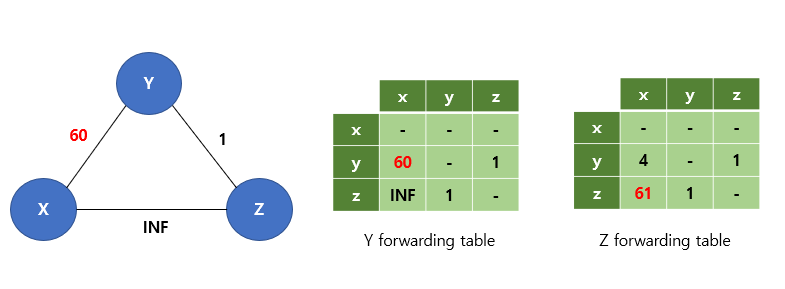 Y
60
1
X
Z
INF
x y z
x - - -
y 60 - 1
z INF 1 -
Y forwarding table
x y z
x - - -
y 4 - 1
z 61 1 -
Z forwarding table